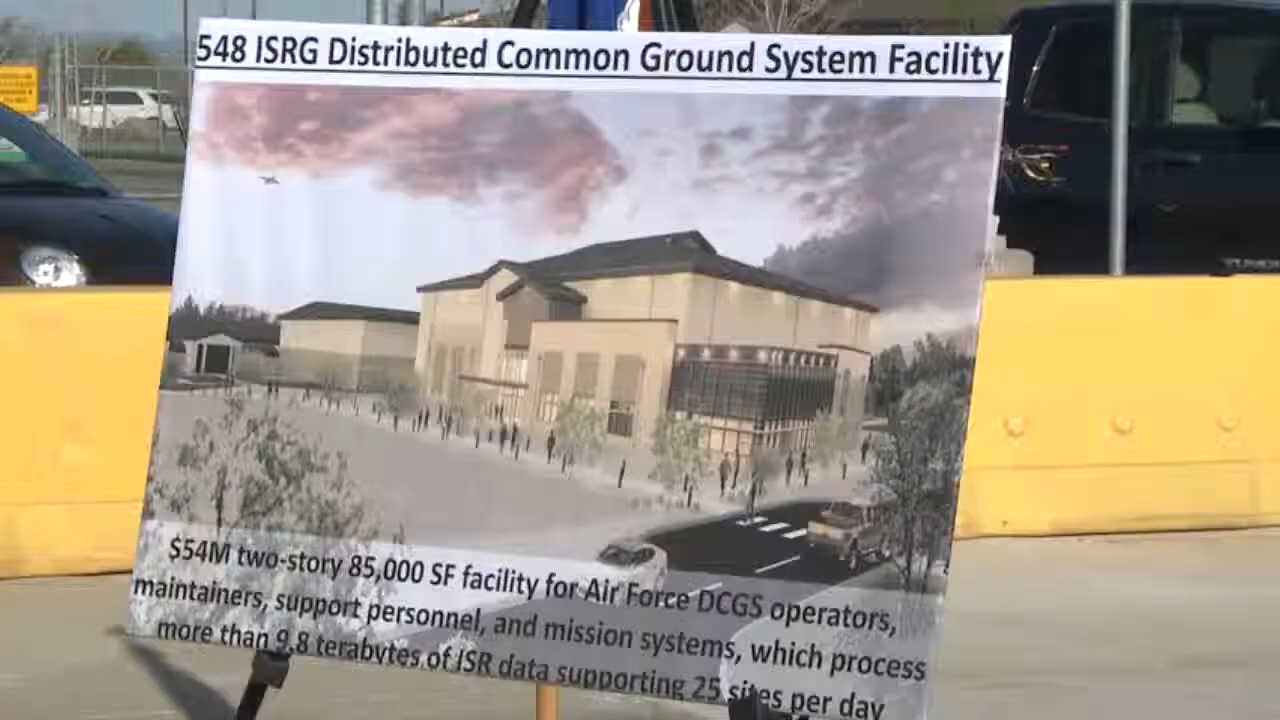 548 ISRG Distributed Common Ground System Facility
$54M two-story 85,000 SF facility for Air Force DCGS operators,
maintainers, support personnel, and mission systems, which process
more than 9.8 terabytes of ISR data supporting 25 sites per day